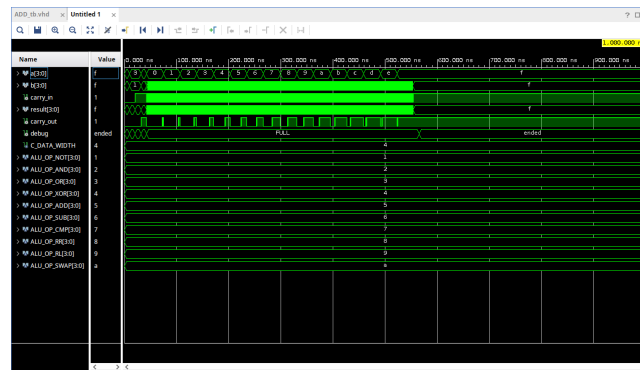 ADD_tb.vhd × Untitled 1 ×
1,000.000 n
Name Value 0.000 ns 100.000 ns 200.000 ns 300.000 ns 400.000 ns 500.000 ns 600.000 ns 700.000 ns 800.000 ns 900.000 ns
a[3:0] f 3 0 1 2 3 4 5 6 7 8 9 a b c d e f
b[3:0] f 1 f
carry_in 1
result[3:0] f f
carry_out 1
debug ended FULL ended
C_DATA_WIDTH 4 4
ALU_OP_NOT[3:0] 1 1
ALU_OP_AND[3:0] 2 2
ALU_OP_OR[3:0] 3 3
ALU_OP_XOR[3:0] 4 4
ALU_OP_ADD[3:0] 5 5
ALU_OP_SUB[3:0] 6 6
ALU_OP_CMP[3:0] 7 7
ALU_OP_RR[3:0] 8 8
ALU_OP_RL[3:0] 9 9
ALU_OP_SWAP[3:0] a a